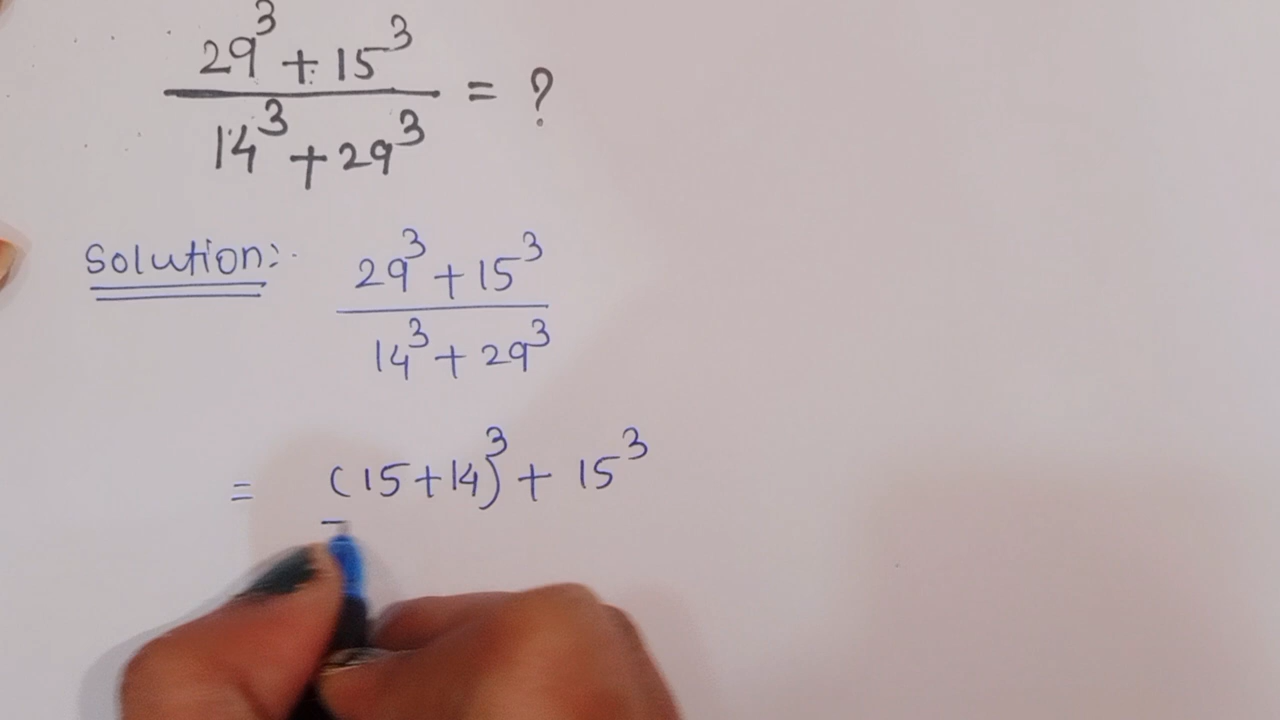 29³ + 15³
14³ + 29³ = ?
Solution:
29³ + 15³
14³ + 29³
= (15+14)³ + 15³